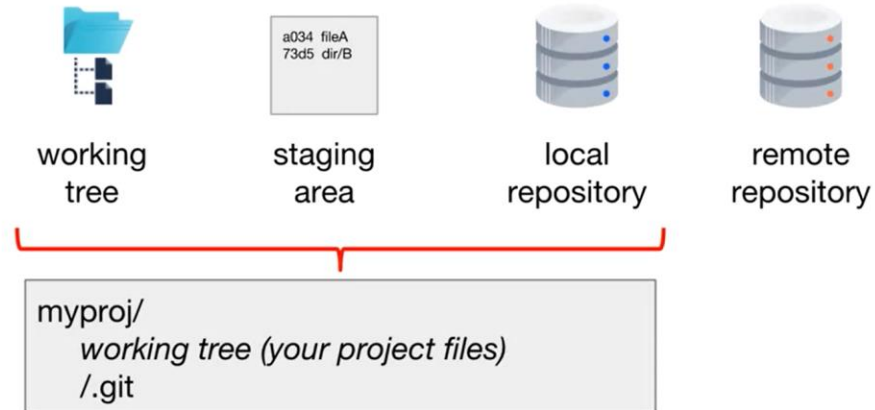 a034 fileA
73d5 dir/B
working
tree
staging
area
local
repository
remote
repository
myproj/
working tree (your project files)
/.git